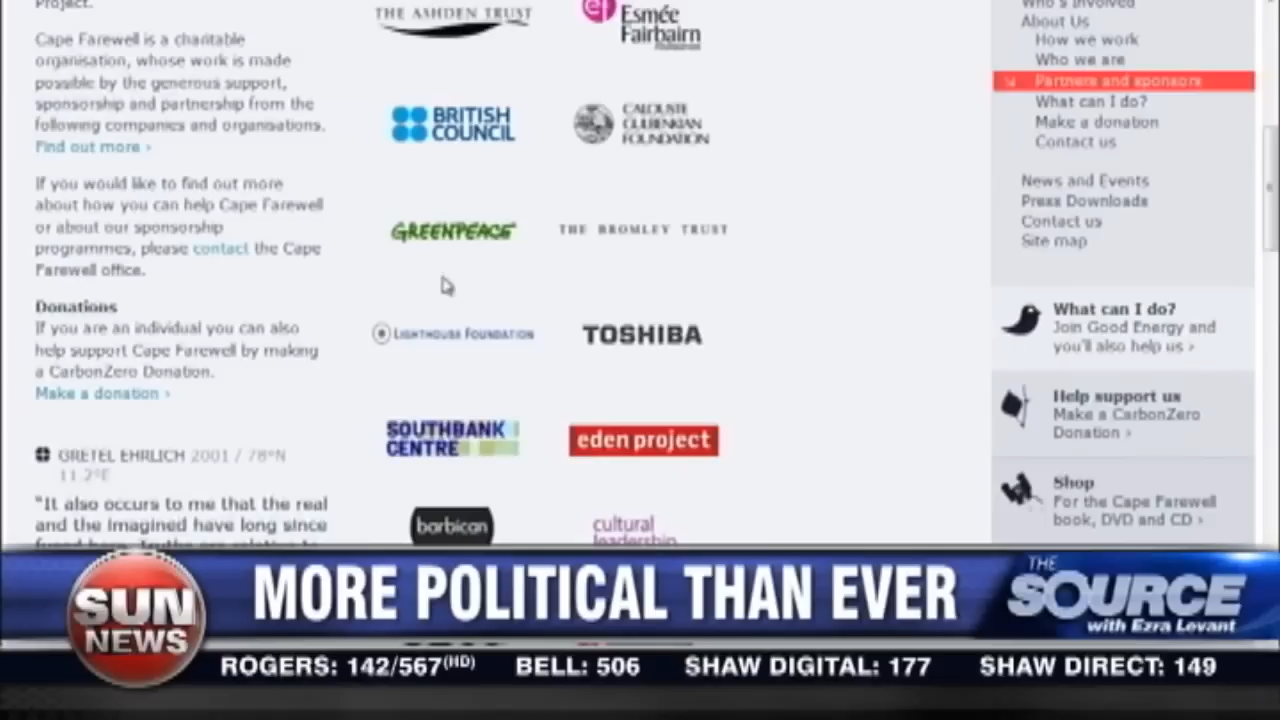 Project.
Cape Farewell is a charitable
organisation, whose work is made
possible by the generous support,
sponsorship and partnership from the
following companies and organisations.
Find out more ›
If you would like to find out more
about how you can help Cape Farewell
or about our sponsorship
programmes, please contact the Cape
Farewell office.
Donations
If you are an individual you can also
help support Cape Farewell by making
a CarbonZero Donation.
Make a donation ›
GRETEL EHRLICH 2001 / 78°N
11.2°E
"It also occurs to me that the real
and the imagined have long since
THE ASHDEN TRUST
ef Esmée
Fairbairn
BRITISH
COUNCIL
CALOUSTE
GULBENKIAN
FOUNDATION
GREENPEACE
THE BROMLEY TRUST
LIGHTHOUSE FOUNDATION
TOSHIBA
SOUTHBANK
CENTRE
eden project
barbican
cultural
leadership
Who's involved
About Us
How we work
Who we are
Partners and sponsors
What can I do?
Make a donation
Contact us
News and Events
Press Downloads
Contact us
Site map
What can I do?
Join Good Energy and
you'll also help us ›
Help support us
Make a CarbonZero
Donation ›
Shop
For the Cape Farewell
book, DVD and CD ›
SUN
NEWS
MORE POLITICAL THAN EVER
THE
SOURCE
with Ezra Levant
ROGERS: 142/567(HD) BELL: 506 SHAW DIGITAL: 177 SHAW DIRECT: 149